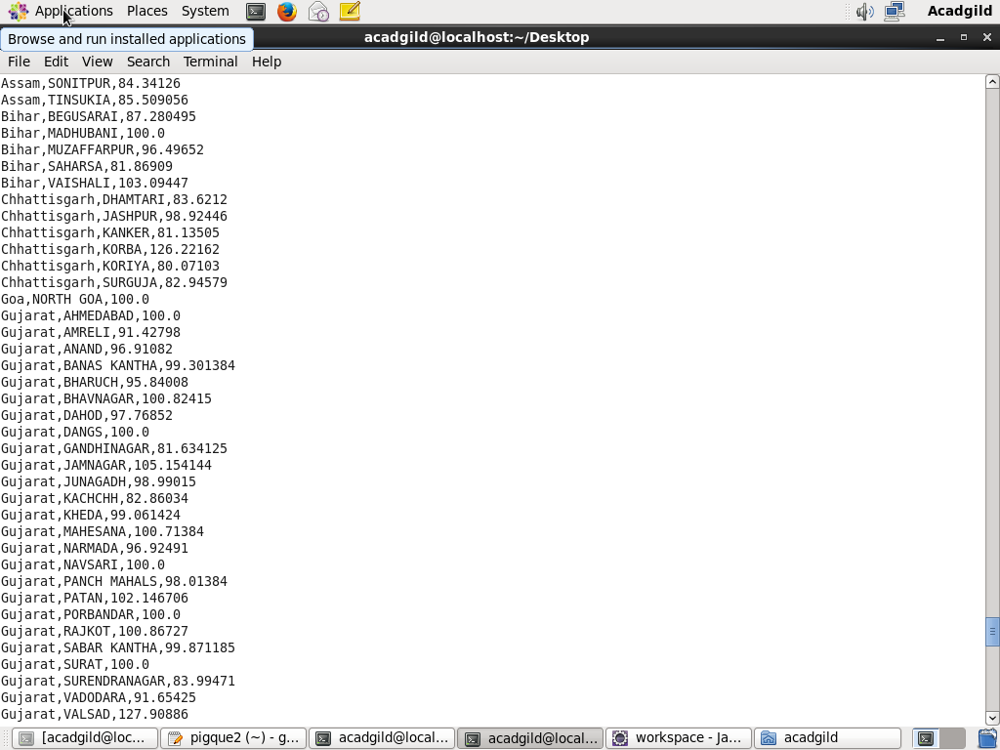 Applications Places System Acadgild
Browse and run installed applications
acadgild@localhost:~/Desktop
File Edit View Search Terminal Help
Assam,SONITPUR,84.34126
Assam,TINSUKIA,85.509056
Bihar,BEGUSARAI,87.280495
Bihar,MADHUBANI,100.0
Bihar,MUZAFFARPUR,96.49652
Bihar,SAHARSA,81.86909
Bihar,VAISHALI,103.09447
Chhattisgarh,DHAMTARI,83.6212
Chhattisgarh,JASHPUR,98.92446
Chhattisgarh,KANKER,81.13505
Chhattisgarh,KORBA,126.22162
Chhattisgarh,KORIYA,80.07103
Chhattisgarh,SURGUJA,82.94579
Goa,NORTH GOA,100.0
Gujarat,AHMEDABAD,100.0
Gujarat,AMRELI,91.42798
Gujarat,ANAND,96.91082
Gujarat,BANAS KANTHA,99.301384
Gujarat,BHARUCH,95.84008
Gujarat,BHAVNAGAR,100.82415
Gujarat,DAHOD,97.76852
Gujarat,DANGS,100.0
Gujarat,GANDHINAGAR,81.634125
Gujarat,JAMNAGAR,105.154144
Gujarat,JUNAGADH,98.99015
Gujarat,KACHCHH,82.86034
Gujarat,KHEDA,99.061424
Gujarat,MAHESANA,100.71384
Gujarat,NARMADA,96.92491
Gujarat,NAVSARI,100.0
Gujarat,PANCH MAHALS,98.01384
Gujarat,PATAN,102.146706
Gujarat,PORBANDAR,100.0
Gujarat,RAJKOT,100.86727
Gujarat,SABAR KANTHA,99.871185
Gujarat,SURAT,100.0
Gujarat,SURENDRANAGAR,83.99471
Gujarat,VADODARA,91.65425
Gujarat,VALSAD,127.90886
[acadgild@loc... pigque2 (~) - g... acadgild@local... acadgild@local... workspace - Ja... acadgild